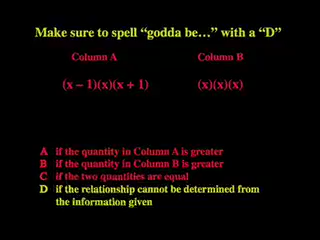 Make sure to spell “godda be…” with a “D”
Column A Column B
(x – 1)(x)(x + 1) (x)(x)(x)
A if the quantity in Column A is greater
B if the quantity in Column B is greater
C if the two quantities are equal
D if the relationship cannot be determined from
the information given